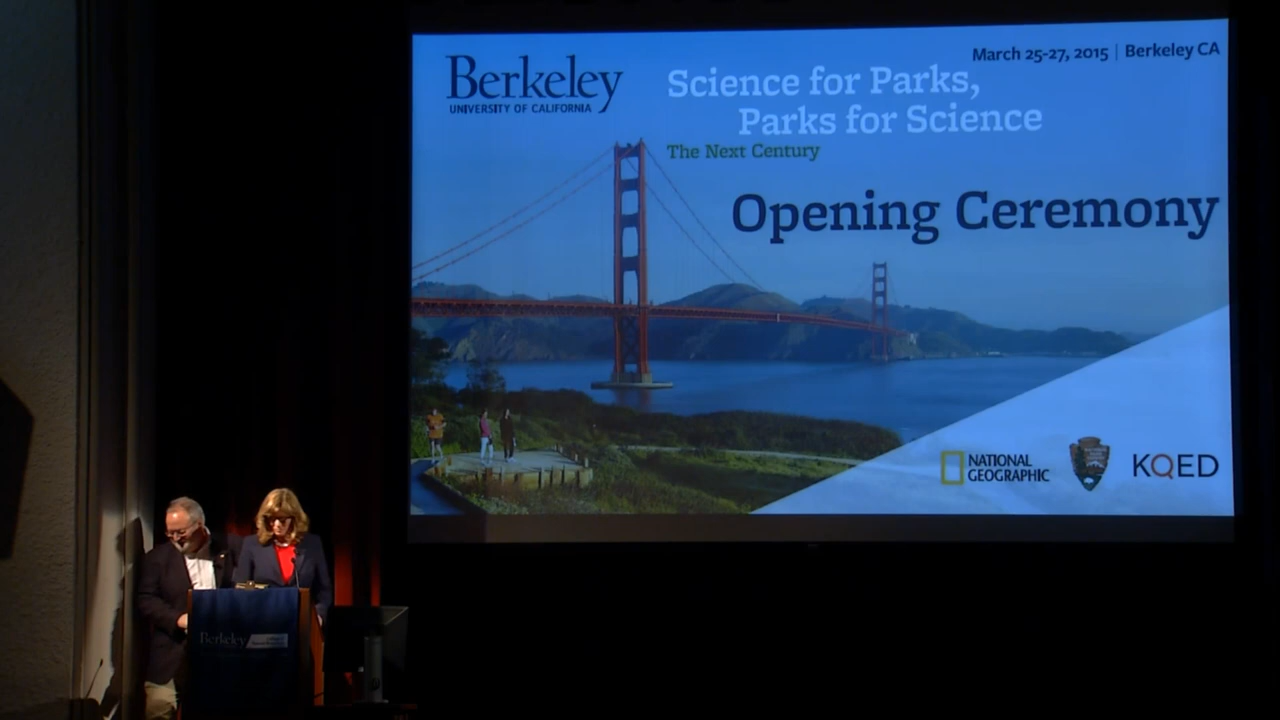 March 25-27, 2015 | Berkeley CA
Berkeley
UNIVERSITY OF CALIFORNIA
Science for Parks,
Parks for Science
The Next Century
Opening Ceremony
NATIONAL
GEOGRAPHIC
KQED
Berkeley